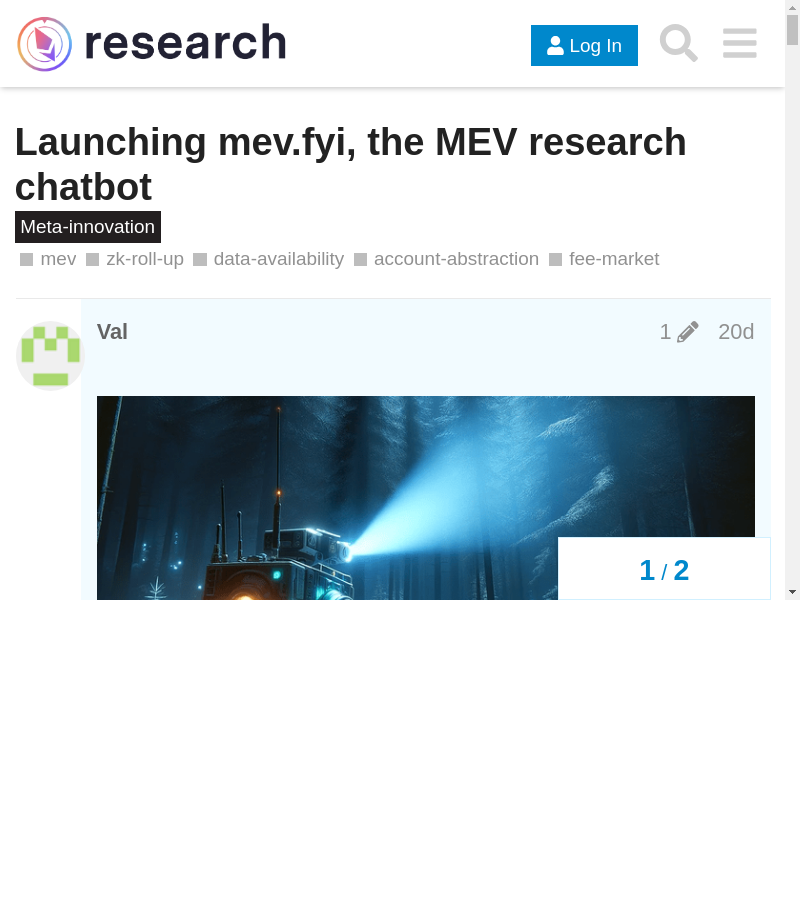 research
Log In
Launching mev.fyi, the MEV research
chatbot
Meta-innovation
mev zk-roll-up data-availability account-abstraction fee-market
Val 1 20d
1 / 2